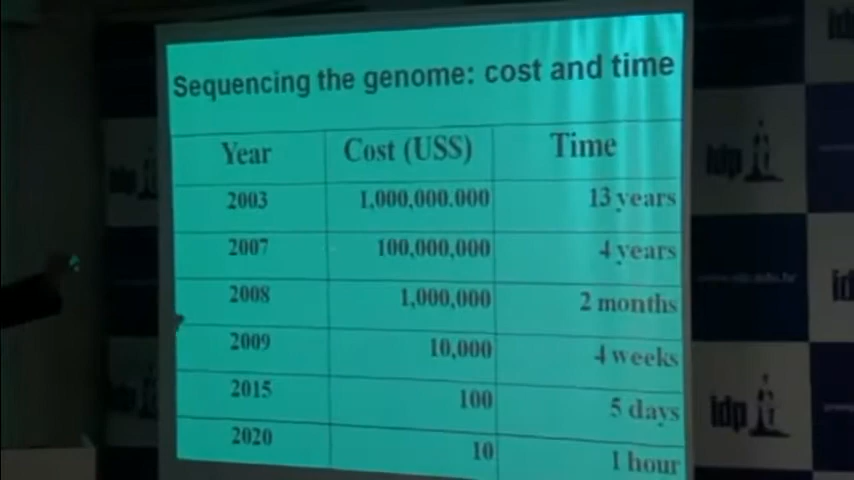 Sequencing the genome: cost and time
Year Cost (US$) Time
2003 1,000,000.000 13 years
2007 100,000,000 4 years
2008 1,000,000 2 months
2009 10,000 4 weeks
2015 100 5 days
2020 10 1 hour
idp
idp
idp
id
id